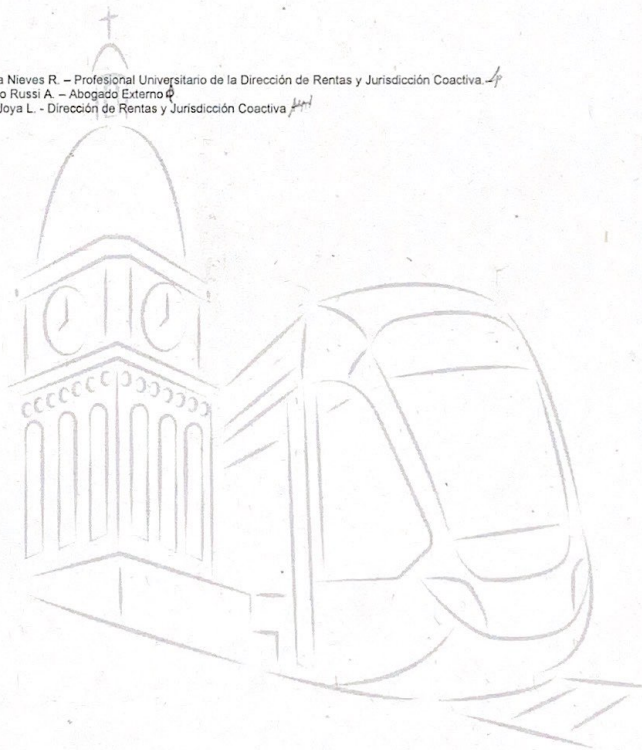 a Nieves R. – Profesional Universitario de la Dirección de Rentas y Jurisdicción Coactiva.
o Russi A. – Abogado Externo
Joya L. - Dirección de Rentas y Jurisdicción Coactiva